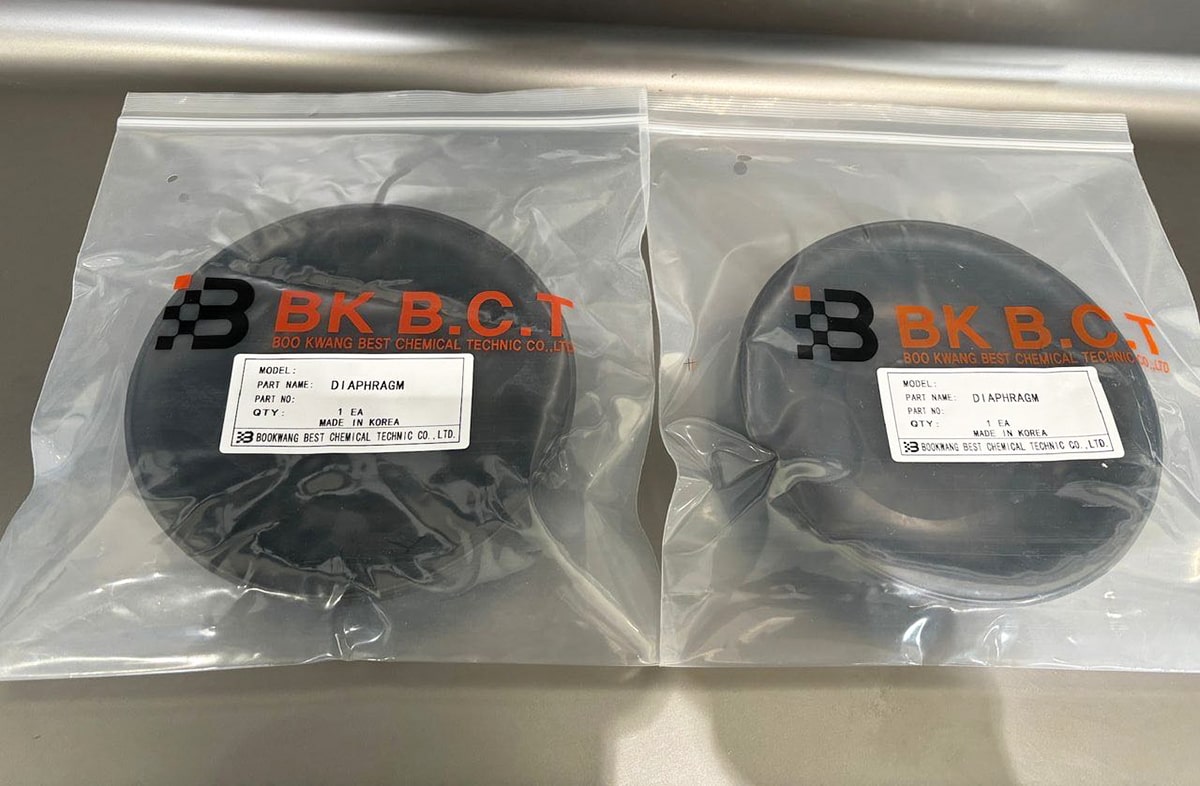 BK B.C.T
BOO KWANG BEST CHEMICAL TECHNIC CO.,LTD
MODEL:
PART NAME: DIAPHRAGM
PART NO:
QTY: 1 EA
MADE IN KOREA
BOOKWANG BEST CHEMICAL TECHNIC CO.,LTD.
BK B.C.T
BOO KWANG BEST CHEMICAL TECHNIC CO.,LTD
MODEL:
PART NAME: DIAPHRAGM
PART NO:
QTY: 1 EA
MADE IN KOREA
BOOKWANG BEST CHEMICAL TECHNIC CO.,LTD.